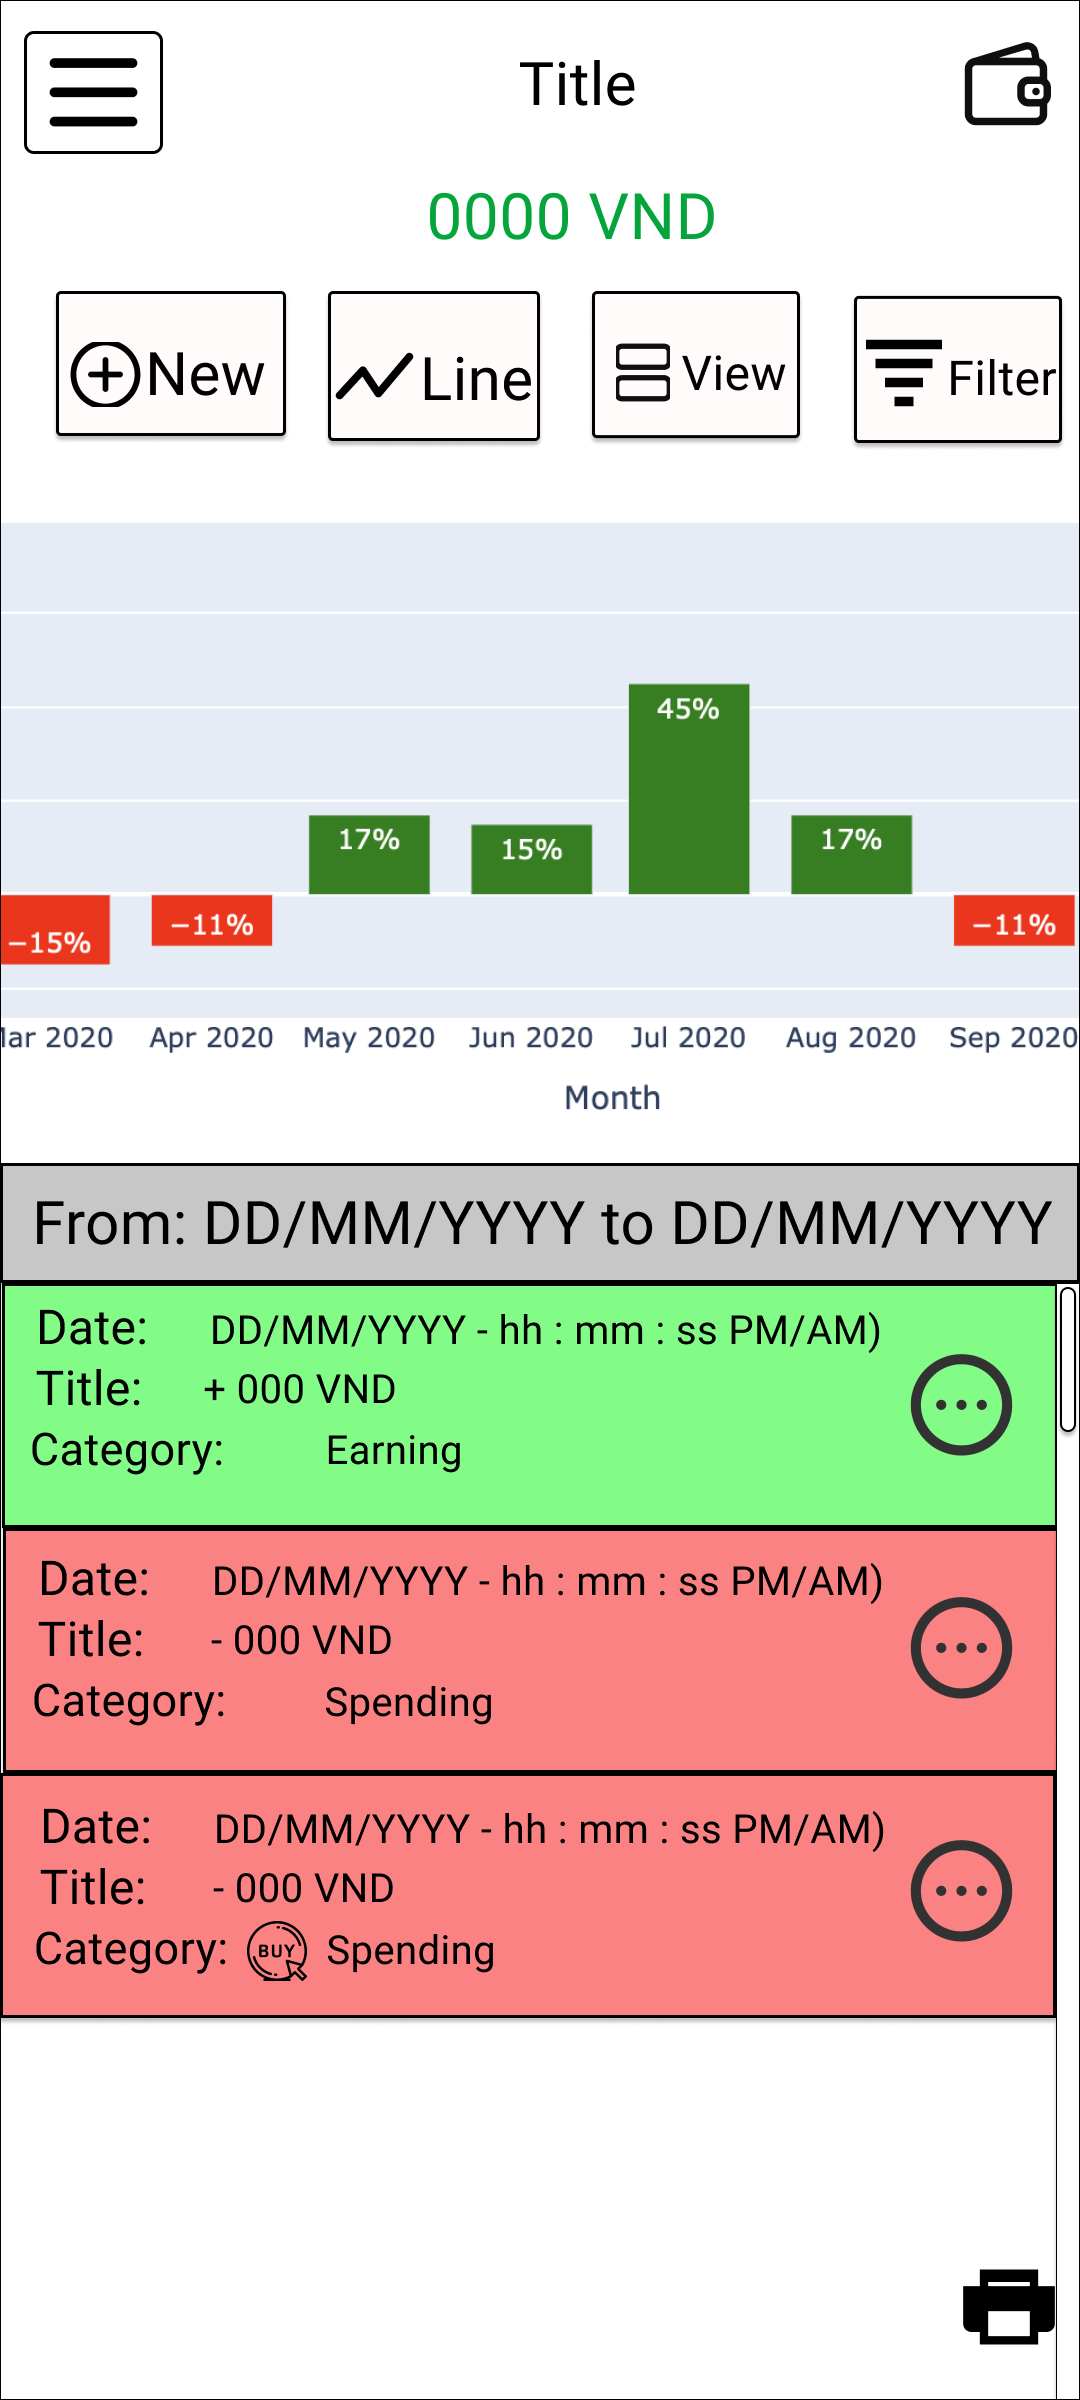 Title
0000 VND
New
Line
View
Filter
45%
17%
15%
17%
−15%
−11%
−11%
ar 2020 Apr 2020 May 2020 Jun 2020 Jul 2020 Aug 2020 Sep 2020
Month
From: DD/MM/YYYY to DD/MM/YYYY
Date: DD/MM/YYYY - hh : mm : ss PM/AM)
Title: + 000 VND
Category: Earning
Date: DD/MM/YYYY - hh : mm : ss PM/AM)
Title: - 000 VND
Category: Spending
Date: DD/MM/YYYY - hh : mm : ss PM/AM)
Title: - 000 VND
Category: BUY Spending